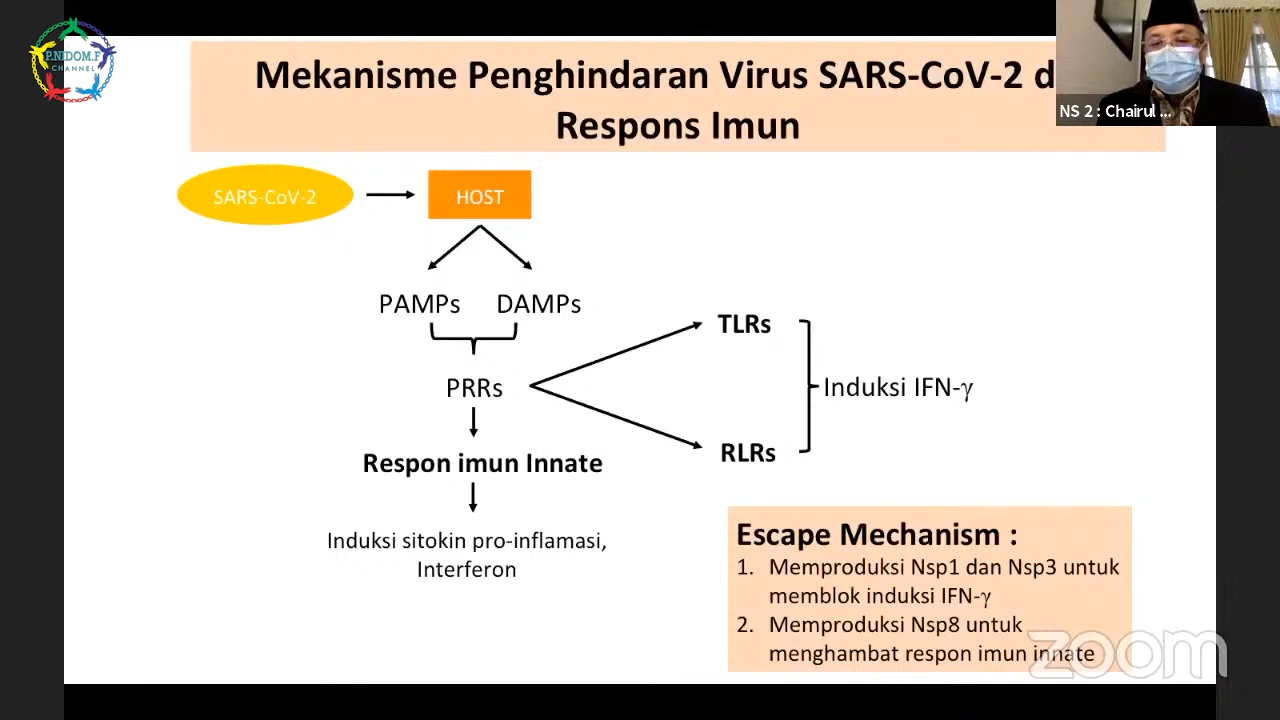 P.NIDOM.F
CHANNEL
Mekanisme Penghindaran Virus SARS-CoV-2 d
Respons Imun
NS 2 : Chairul ...
SARS-CoV-2
HOST
PAMPs DAMPs
PRRs
Respon imun Innate
Induksi sitokin pro-inflamasi,
Interferon
TLRs
RLRs
Induksi IFN-γ
Escape Mechanism :
1. Memproduksi Nsp1 dan Nsp3 untuk
memblok induksi IFN-γ
2. Memproduksi Nsp8 untuk
menghambat respon imun innate
zoom